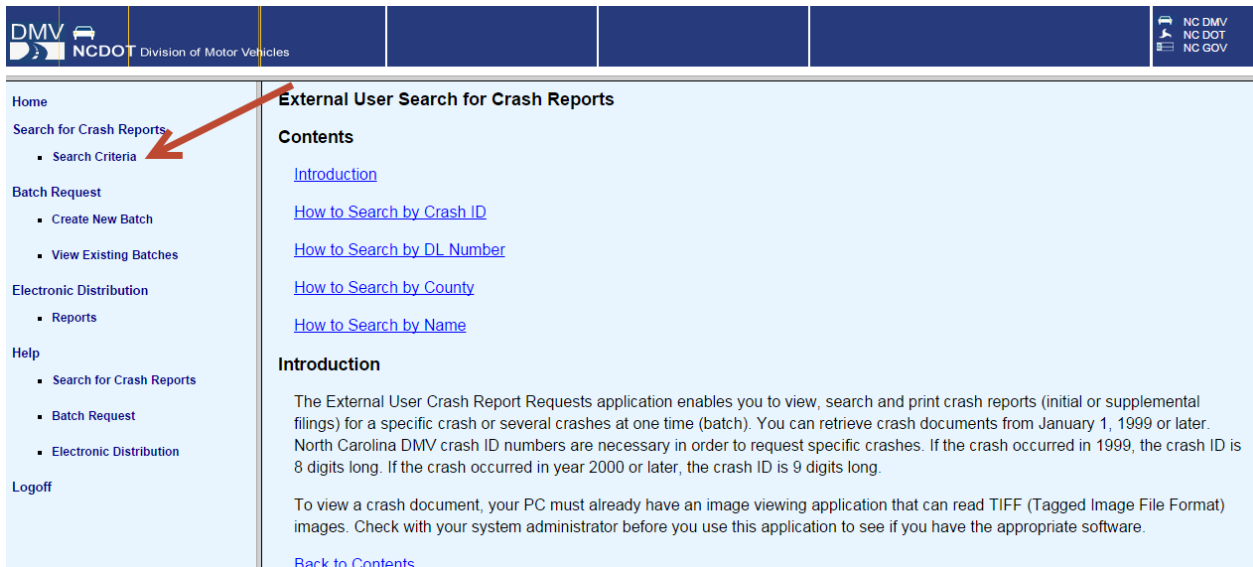 DMV
NCDOT Division of Motor Vehicles
NC DMV
NC DOT
NC GOV
Home
Search for Crash Reports
Search Criteria
Batch Request
Create New Batch
View Existing Batches
Electronic Distribution
Reports
Help
Search for Crash Reports
Batch Request
Electronic Distribution
Logoff
External User Search for Crash Reports
Contents
Introduction
How to Search by Crash ID
How to Search by DL Number
How to Search by County
How to Search by Name
Introduction
The External User Crash Report Requests application enables you to view, search and print crash reports (initial or supplemental
filings) for a specific crash or several crashes at one time (batch). You can retrieve crash documents from January 1, 1999 or later.
North Carolina DMV crash ID numbers are necessary in order to request specific crashes. If the crash occurred in 1999, the crash ID is
8 digits long. If the crash occurred in year 2000 or later, the crash ID is 9 digits long.
To view a crash document, your PC must already have an image viewing application that can read TIFF (Tagged Image File Format)
images. Check with your system administrator before you use this application to see if you have the appropriate software.
Back to Contents